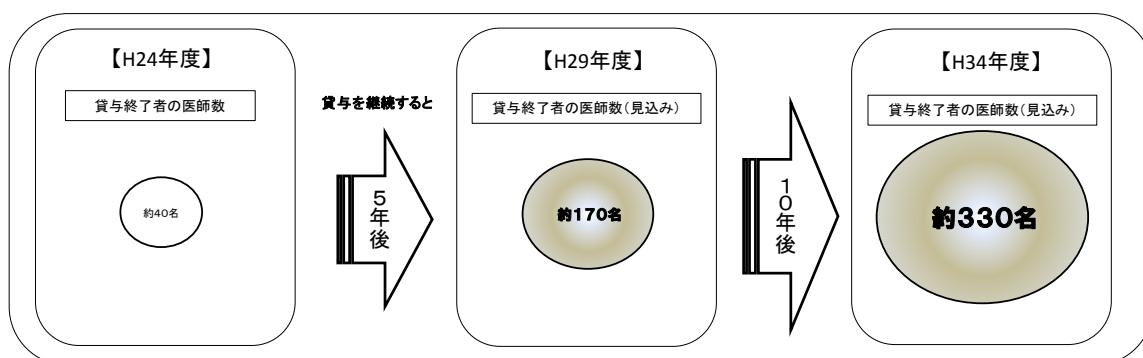 【H24年度】
貸与終了者の医師数
約40名
貸与を継続すると
5年後
【H29年度】
貸与終了者の医師数(見込み)
約170名
10年後
【H34年度】
貸与終了者の医師数(見込み)
約330名